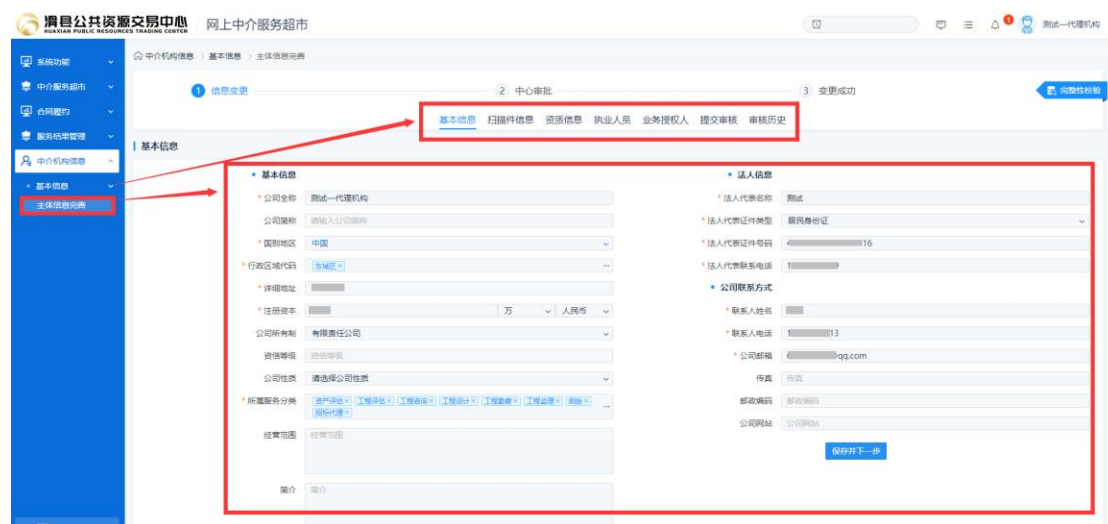 滑县公共资源交易中心 网上中介服务超市
HUAXIAN PUBLIC RESOURCES TRADING CENTER
测试一代理机构
系统功能
中介服务超市
合同履约
服务结果管理
中介机构信息
基本信息
主体信息完善
中介机构信息 > 基本信息 > 主体信息完善
1 信息变更 2 中心审批 3 变更成功
完整性校验
基本信息 扫描件信息 资质信息 执业人员 业务授权人 提交审核 审核历史
基本信息
• 基本信息
* 公司全称 测试一代理机构
公司简称 请输入公司简称
* 国别地区 中国
* 行政区域代码 东城区×
* 详细地址
* 注册资本 万 人民币
公司所有制 有限责任公司
资信等级 资信等级
公司性质 请选择公司性质
* 所属服务分类 资产评估× 工程评估× 工程咨询× 工程设计× 工程勘察× 工程监理× 测绘×
招标代理×
经营范围 经营范围
简介 简介
• 法人信息
* 法人代表名称 测试
* 法人代表证件类型 居民身份证
* 法人代表证件号码 4 16
* 法人代表联系电话 1 9
• 公司联系方式
* 联系人姓名
* 联系人电话 1 13
* 公司邮箱 qq.com
传真 传真
邮政编码 邮政编码
公司网站 公司网站
保存并下一步